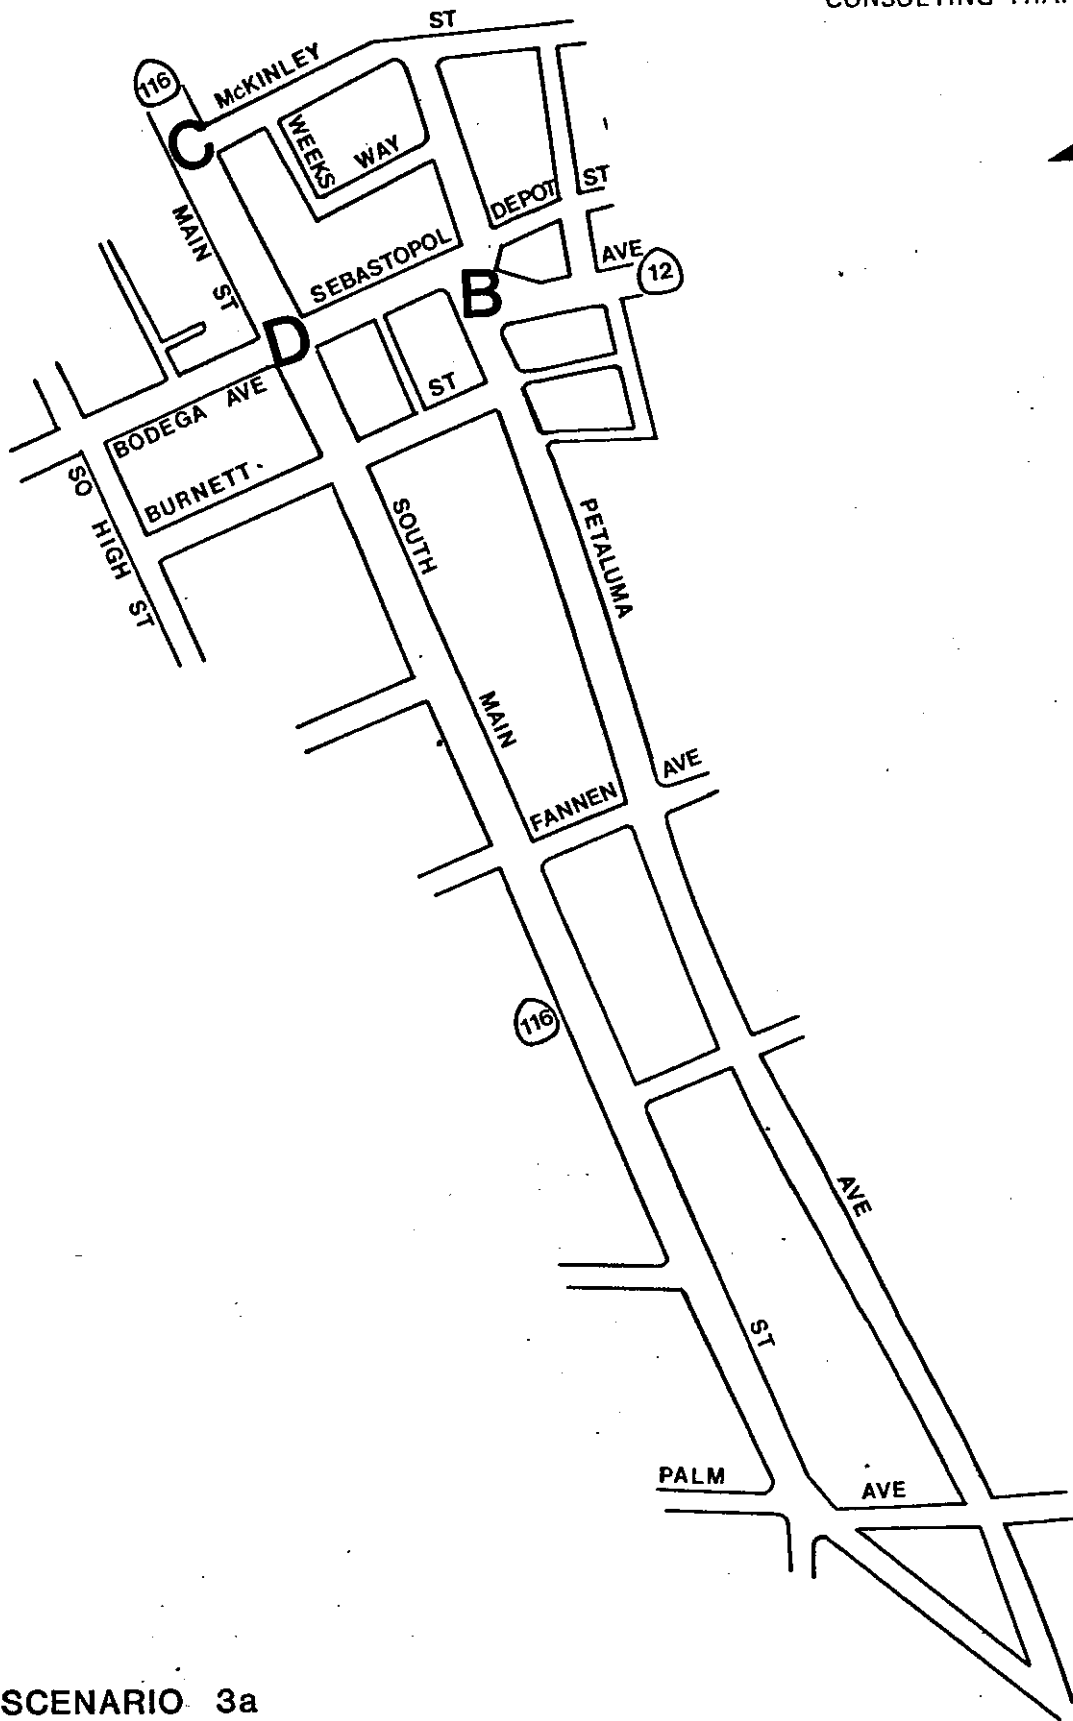 ST
McKINLEY
116
C
WEEKS
WAY
MAIN
ST
DEPOT
ST
SEBASTOPOL
AVE
12
B
D
ST
BODEGA AVE
BURNETT.
SO HIGH ST
SOUTH
PETALUMA
MAIN
AVE
FANNEN
116
AVE
ST
PALM
AVE
SCENARIO 3a